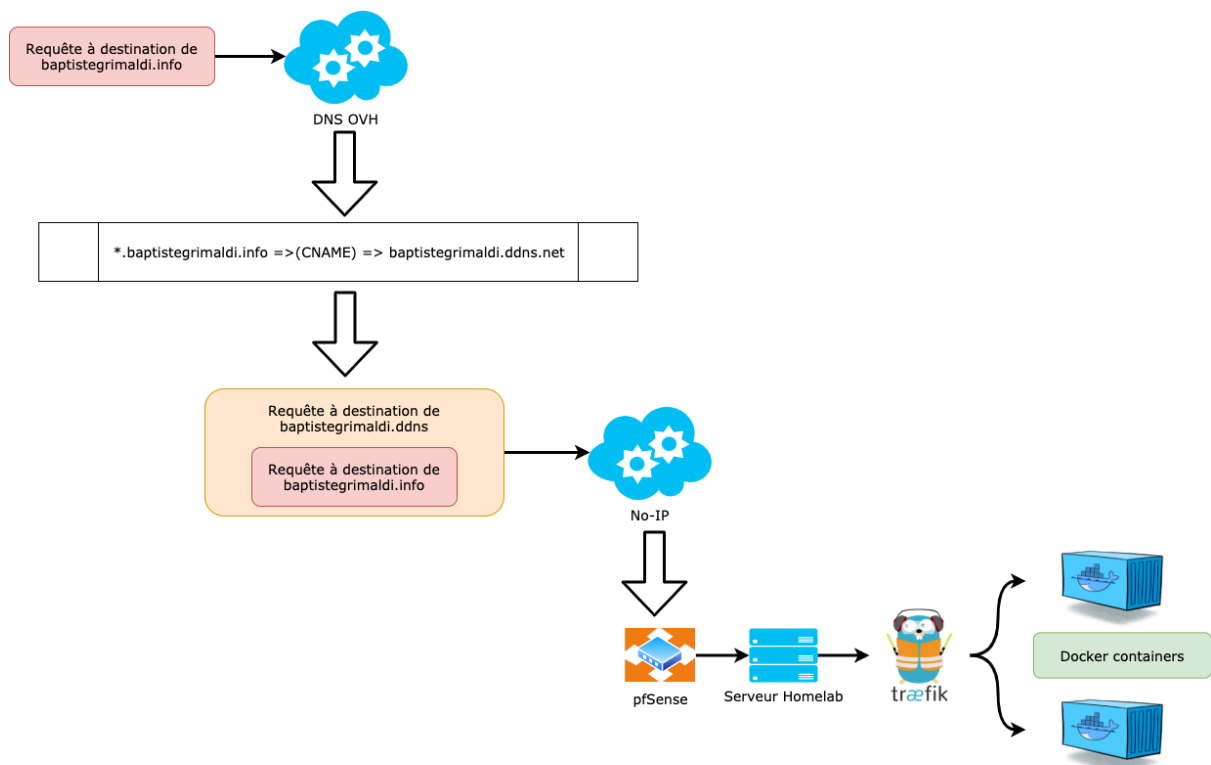 Requête à destination de
baptistegrimaldi.info
DNS OVH
*.baptistegrimaldi.info =>(CNAME) => baptistegrimaldi.ddns.net
Requête à destination de
baptistegrimaldi.ddns
Requête à destination de
baptistegrimaldi.info
No-IP
pfSense
Serveur Homelab
træfik
Docker containers